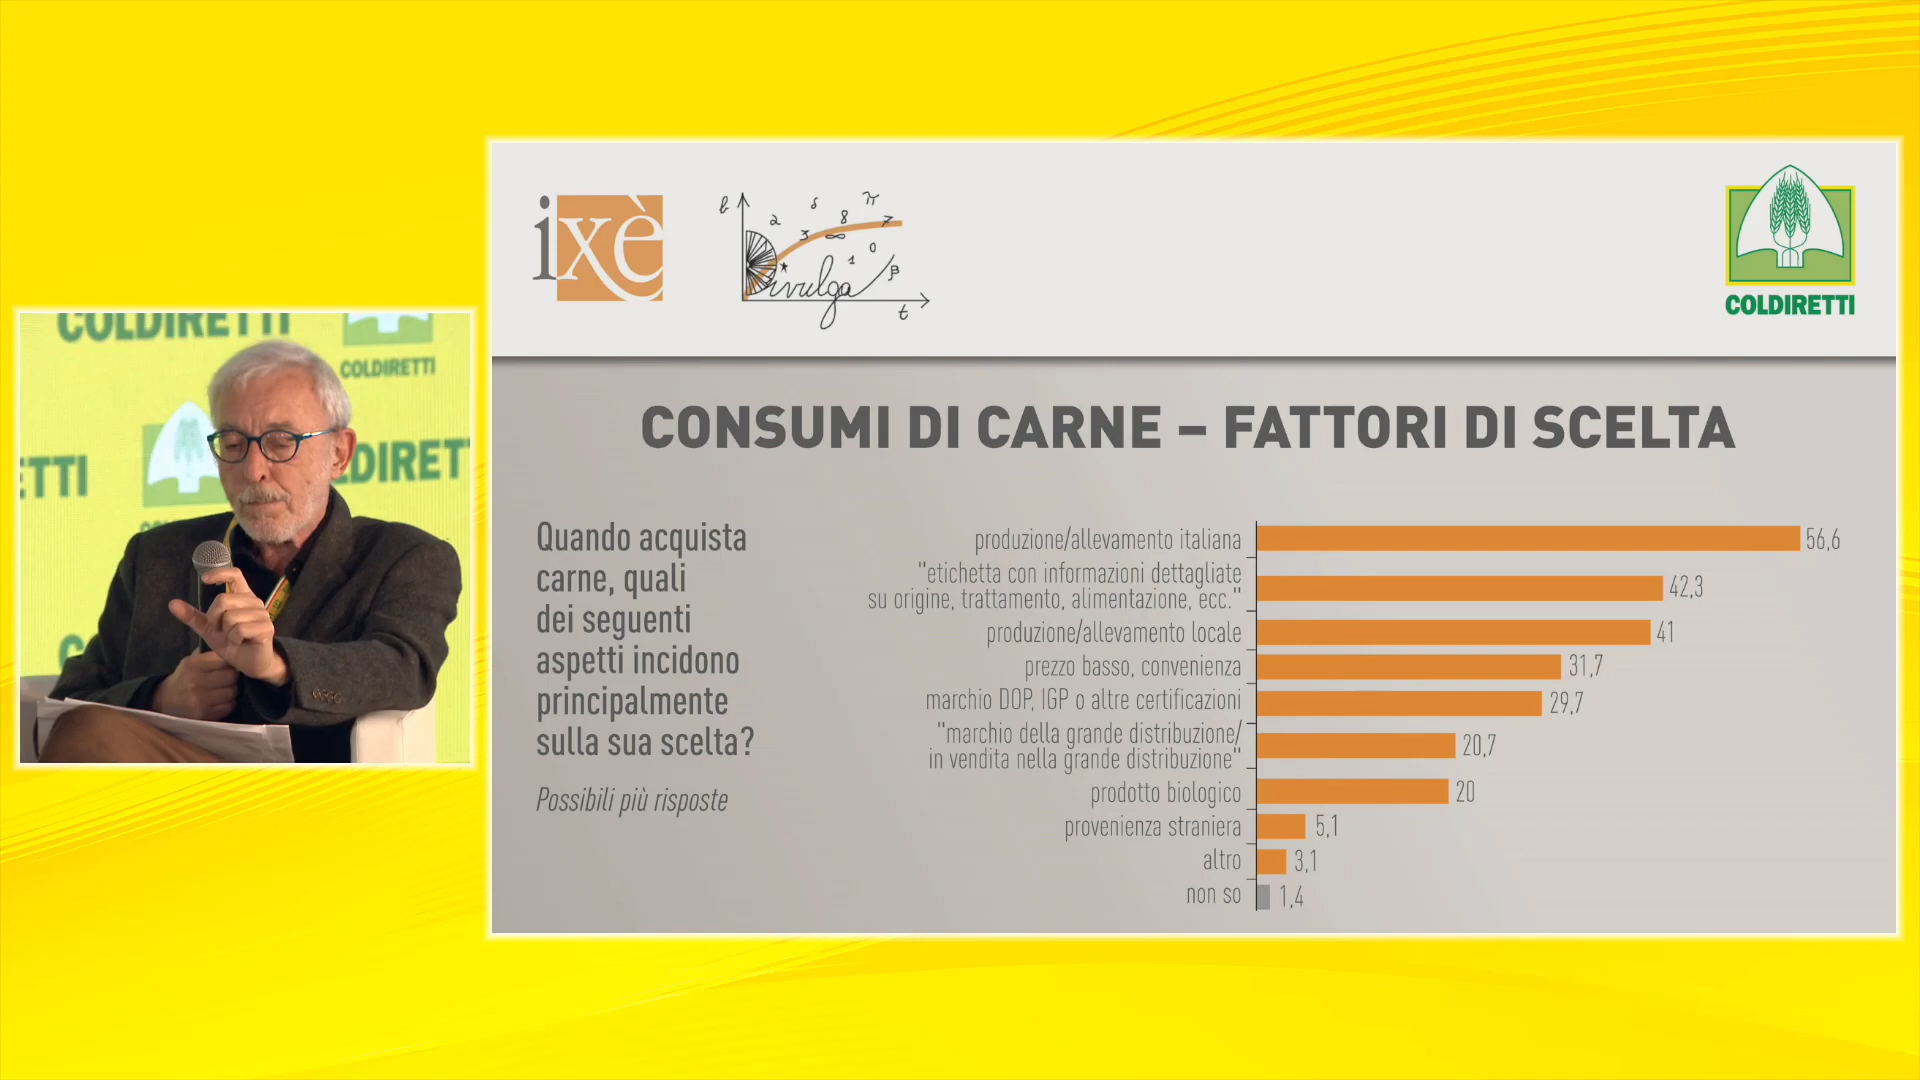 COLDIRETTI
COLDIRETTI
ETTI
LDIRETT
ixè
Divulga
COLDIRETTI
CONSUMI DI CARNE – FATTORI DI SCELTA
Quando acquista
carne, quali
dei seguenti
aspetti incidono
principalmente
sulla sua scelta?
Possibili più risposte
produzione/allevamento italiana 56,6
"etichetta con informazioni dettagliate
su origine, trattamento, alimentazione, ecc." 42,3
produzione/allevamento locale 41
prezzo basso, convenienza 31,7
marchio DOP, IGP o altre certificazioni 29,7
"marchio della grande distribuzione/
in vendita nella grande distribuzione" 20,7
prodotto biologico 20
provenienza straniera 5,1
altro 3,1
non so 1,4